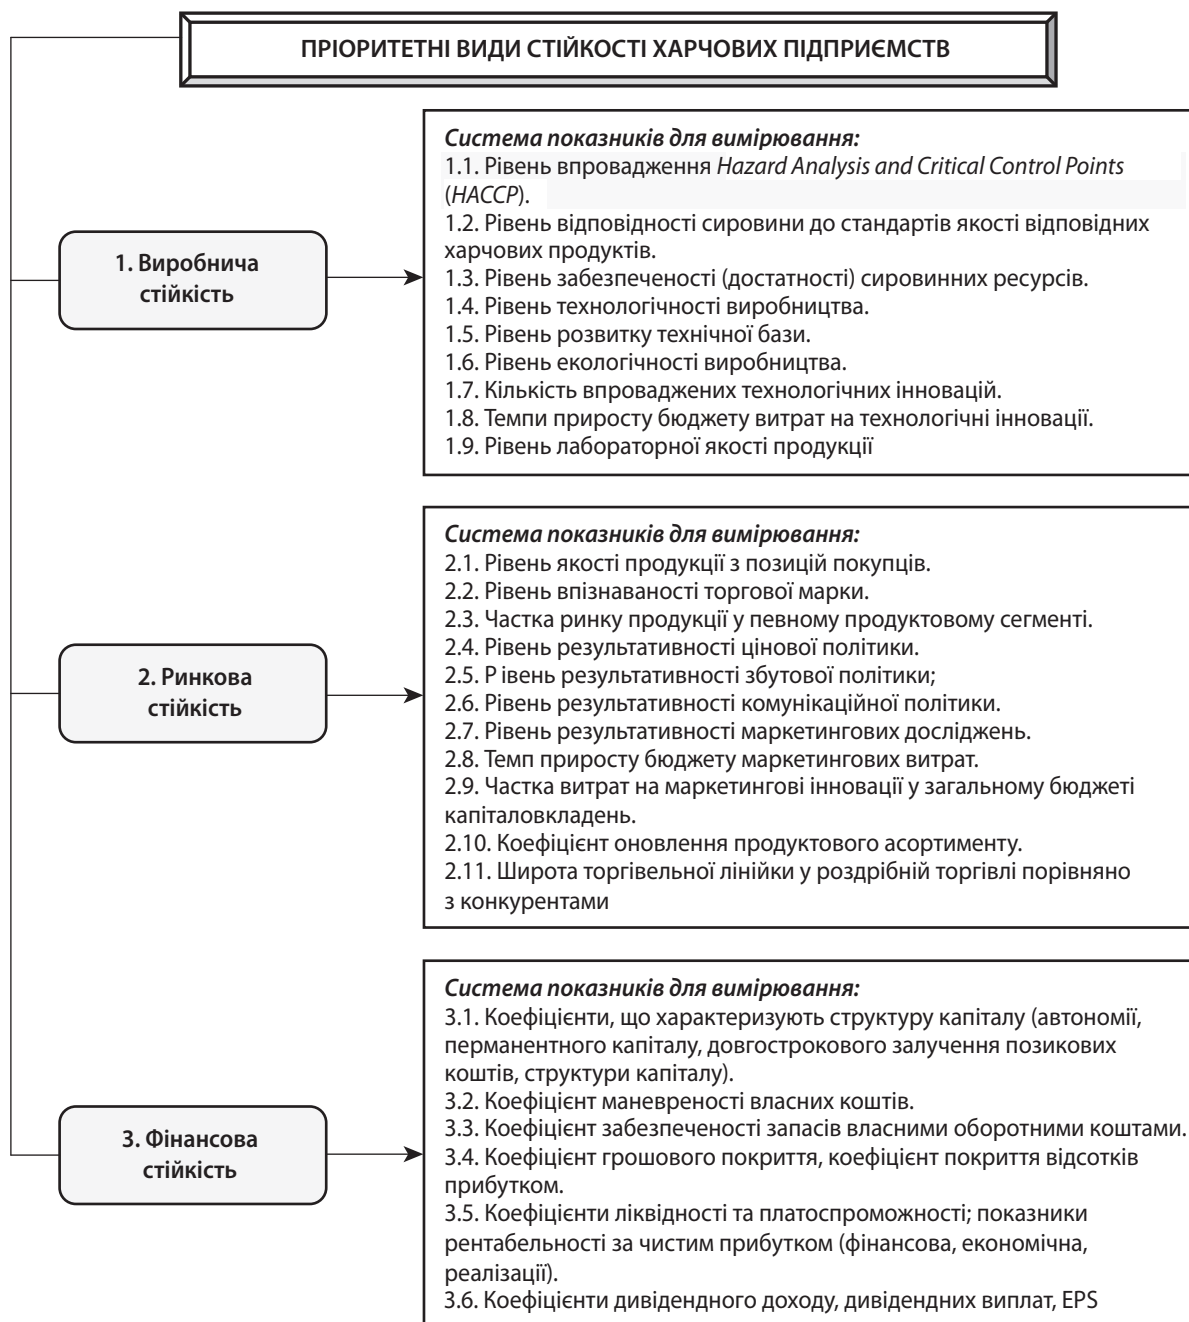 ПРІОРИТЕТНІ ВИДИ СТІЙКОСТІ ХАРЧОВИХ ПІДПРИЄМСТВ
1. Виробнича
стійкість
Система показників для вимірювання:
1.1. Рівень впровадження Hazard Analysis and Critical Control Points
(HACCP).
1.2. Рівень відповідності сировини до стандартів якості відповідних
харчових продуктів.
1.3. Рівень забезпеченості (достатності) сировинних ресурсів.
1.4. Рівень технологічності виробництва.
1.5. Рівень розвитку технічної бази.
1.6. Рівень екологічності виробництва.
1.7. Кількість впроваджених технологічних інновацій.
1.8. Темпи приросту бюджету витрат на технологічні інновації.
1.9. Рівень лабораторної якості продукції
2. Ринкова
стійкість
Система показників для вимірювання:
2.1. Рівень якості продукції з позицій покупців.
2.2. Рівень впізнаваності торгової марки.
2.3. Частка ринку продукції у певному продуктовому сегменті.
2.4. Рівень результативності цінової політики.
2.5. Р івень результативності збутової політики;
2.6. Рівень результативності комунікаційної політики.
2.7. Рівень результативності маркетингових досліджень.
2.8. Темп приросту бюджету маркетингових витрат.
2.9. Частка витрат на маркетингові інновації у загальному бюджеті
капіталовкладень.
2.10. Коефіцієнт оновлення продуктового асортименту.
2.11. Широта торгівельної лінійки у роздрібній торгівлі порівняно
з конкурентами
3. Фінансова
стійкість
Система показників для вимірювання:
3.1. Коефіцієнти, що характеризують структуру капіталу (автономії,
перманентного капіталу, довгострокового залучення позикових
коштів, структури капіталу).
3.2. Коефіцієнт маневреності власних коштів.
3.3. Коефіцієнт забезпеченості запасів власними оборотними коштами.
3.4. Коефіцієнт грошового покриття, коефіцієнт покриття відсотків
прибутком.
3.5. Коефіцієнти ліквідності та платоспроможності; показники
рентабельності за чистим прибутком (фінансова, економічна,
реалізації).
3.6. Коефіцієнти дивідендного доходу, дивідендних виплат, EPS